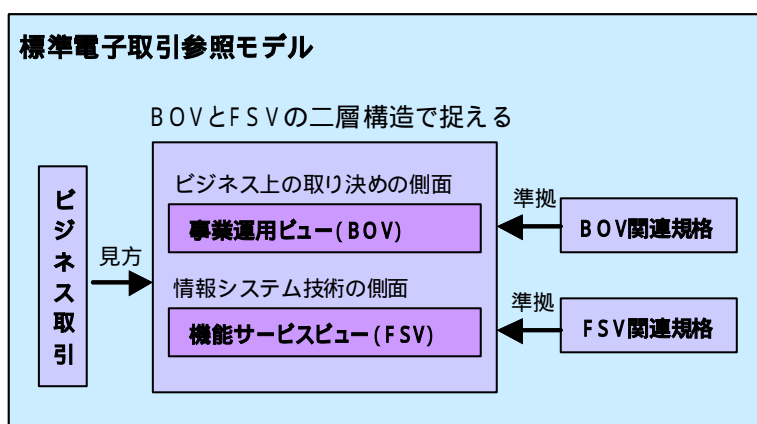 標準電子取引参照モデル
BOVとFSVの二層構造で捉える
ビジネス取引
見方
ビジネス上の取り決めの側面
事業運用ビュー(BOV)
準拠
BOV関連規格
情報システム技術の側面
機能サービスビュー(FSV)
準拠
FSV関連規格